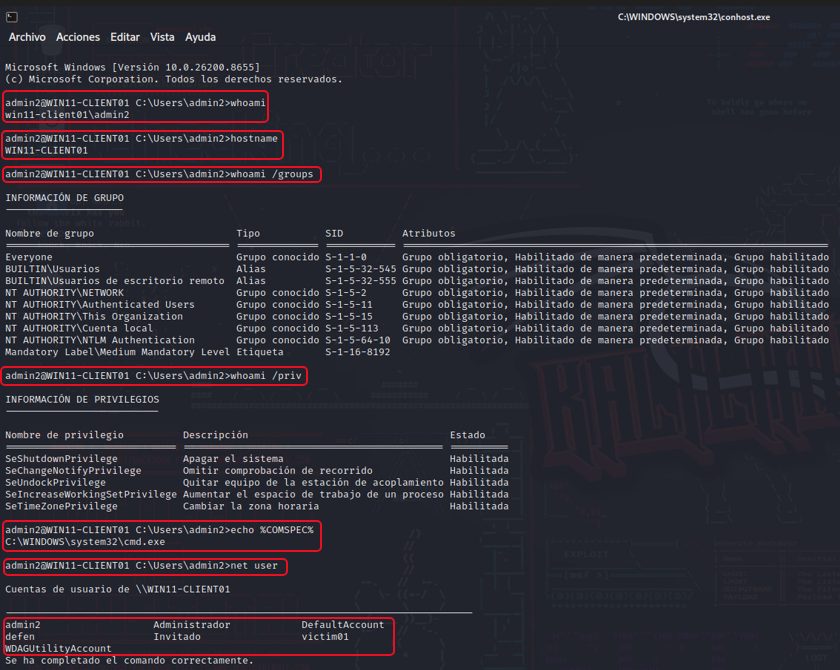 C:\WINDOWS\system32\conhost.exe
Archivo Acciones Editar Vista Ayuda
Microsoft Windows [Versión 10.0.26200.8655]
(c) Microsoft Corporation. Todos los derechos reservados.
admin2@WIN11-CLIENT01 C:\Users\admin2>whoami
win11-client01\admin2
admin2@WIN11-CLIENT01 C:\Users\admin2>hostname
WIN11-CLIENT01
admin2@WIN11-CLIENT01 C:\Users\admin2>whoami /groups
INFORMACIÓN DE GRUPO
Nombre de grupo Tipo SID Atributos
Everyone Grupo conocido S-1-1-0 Grupo obligatorio, Habilitado de manera predeterminada, Grupo habilitado
BUILTIN\Usuarios Alias S-1-5-32-545 Grupo obligatorio, Habilitado de manera predeterminada, Grupo habilitado
BUILTIN\Usuarios de escritorio remoto Alias S-1-5-32-555 Grupo obligatorio, Habilitado de manera predeterminada, Grupo habilitado
NT AUTHORITY\NETWORK Grupo conocido S-1-5-2 Grupo obligatorio, Habilitado de manera predeterminada, Grupo habilitado
NT AUTHORITY\Authenticated Users Grupo conocido S-1-5-11 Grupo obligatorio, Habilitado de manera predeterminada, Grupo habilitado
NT AUTHORITY\This Organization Grupo conocido S-1-5-15 Grupo obligatorio, Habilitado de manera predeterminada, Grupo habilitado
NT AUTHORITY\Cuenta local Grupo conocido S-1-5-113 Grupo obligatorio, Habilitado de manera predeterminada, Grupo habilitado
NT AUTHORITY\NTLM Authentication Grupo conocido S-1-5-64-10 Grupo obligatorio, Habilitado de manera predeterminada, Grupo habilitado
Mandatory Label\Medium Mandatory Level Etiqueta S-1-16-8192
admin2@WIN11-CLIENT01 C:\Users\admin2>whoami /priv
INFORMACIÓN DE PRIVILEGIOS
Nombre de privilegio Descripción Estado
SeShutdownPrivilege Apagar el sistema Habilitada
SeChangeNotifyPrivilege Omitir comprobación de recorrido Habilitada
SeUndockPrivilege Quitar equipo de la estación de acoplamiento Habilitada
SeIncreaseWorkingSetPrivilege Aumentar el espacio de trabajo de un proceso Habilitada
SeTimeZonePrivilege Cambiar la zona horaria Habilitada
admin2@WIN11-CLIENT01 C:\Users\admin2>echo %COMSPEC%
C:\WINDOWS\system32\cmd.exe
admin2@WIN11-CLIENT01 C:\Users\admin2>net user
Cuentas de usuario de \\WIN11-CLIENT01
admin2 Administrador DefaultAccount
defen Invitado victim01
WDAGUtilityAccount
Se ha completado el comando correctamente.